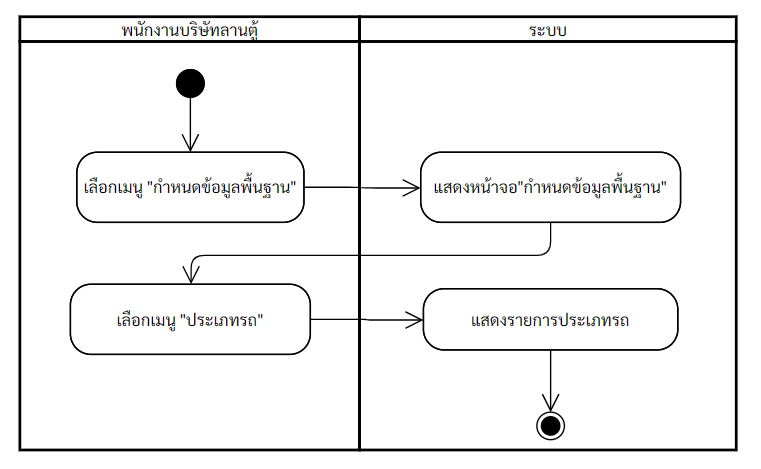 พนักงานบริษัทลานตู้
ระบบ
เลือกเมนู "กำหนดข้อมูลพื้นฐาน"
แสดงหน้าจอ"กำหนดข้อมูลพื้นฐาน"
เลือกเมนู "ประเภทรถ"
แสดงรายการประเภทรถ